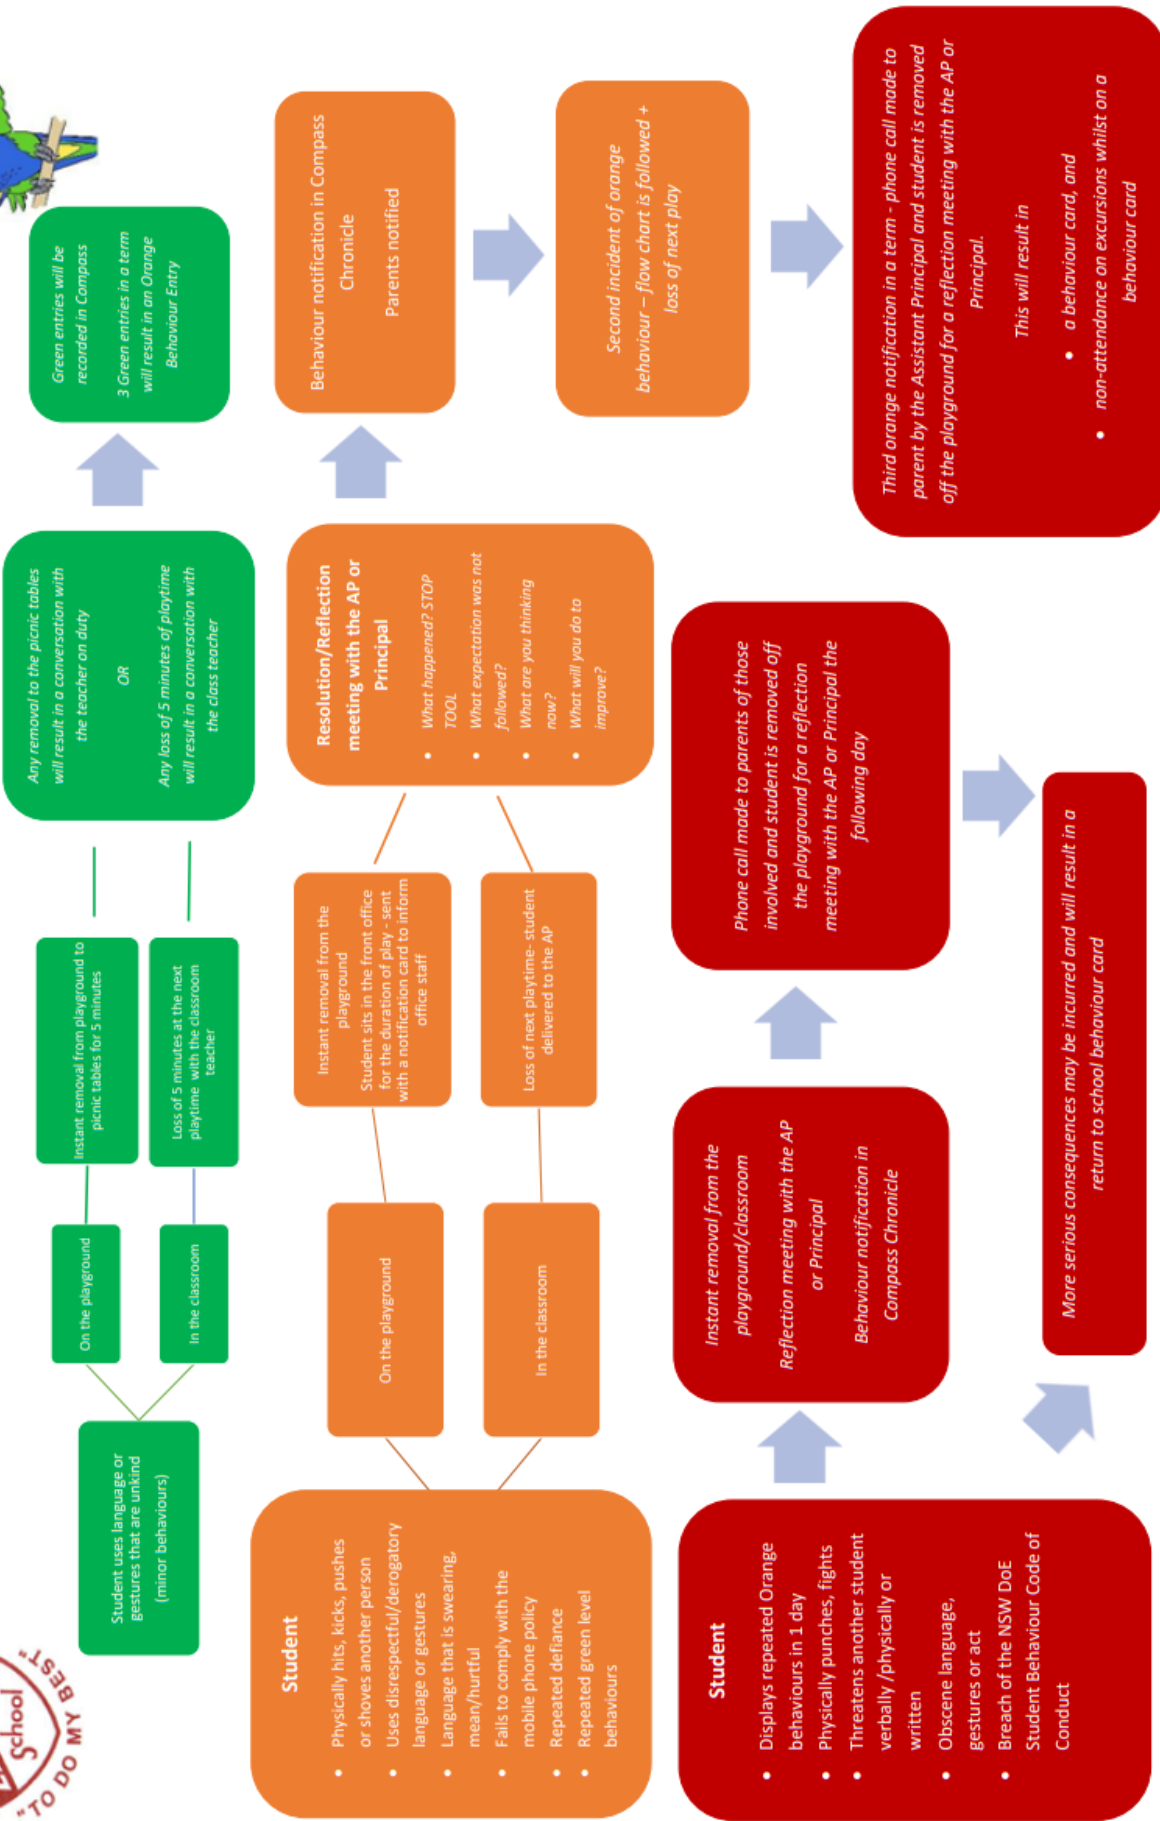 School
"TO DO MY BEST"
Student uses language or
gestures that are unkind
(minor behaviours)
On the playground
In the classroom
Instant removal from playground to
picnic tables for 5 minutes
Loss of 5 minutes at the next
playtime with the classroom
teacher
Any removal to the picnic tables
will result in a conversation with
the teacher on duty
OR
Any loss of 5 minutes of playtime
will result in a conversation with
the class teacher
Green entries will be
recorded in Compass
3 Green entries in a term
will result in an Orange
Behaviour Entry
Student
• Physically hits, kicks, pushes
or shoves another person
• Uses disrespectful/derogatory
language or gestures
• Language that is swearing,
mean/hurtful
• Fails to comply with the
mobile phone policy
• Repeated defiance
• Repeated green level
behaviours
On the playground
In the classroom
Instant removal from the
playground
Student sits in the front office
for the duration of play - sent
with a notification card to inform
office staff
Loss of next playtime- student
delivered to the AP
Resolution/Reflection
meeting with the AP or
Principal
• What happened? STOP
TOOL
• What expectation was not
followed?
• What are you thinking
now?
• What will you do to
improve?
Behaviour notification in Compass
Chronicle
Parents notified
Second incident of orange
behaviour – flow chart is followed +
loss of next play
Third orange notification in a term - phone call made to
parent by the Assistant Principal and student is removed
off the playground for a reflection meeting with the AP or
Principal.
This will result in
• a behaviour card, and
• non-attendance on excursions whilst on a
behaviour card
Student
• Displays repeated Orange
behaviours in 1 day
• Physically punches, fights
• Threatens another student
verbally /physically or
written
• Obscene language,
gestures or act
• Breach of the NSW DoE
Student Behaviour Code of
Conduct
Instant removal from the
playground/classroom
Reflection meeting with the AP
or Principal
Behaviour notification in
Compass Chronicle
Phone call made to parents of those
involved and student is removed off
the playground for a reflection
meeting with the AP or Principal the
following day
More serious consequences may be incurred and will result in a
return to school behaviour card